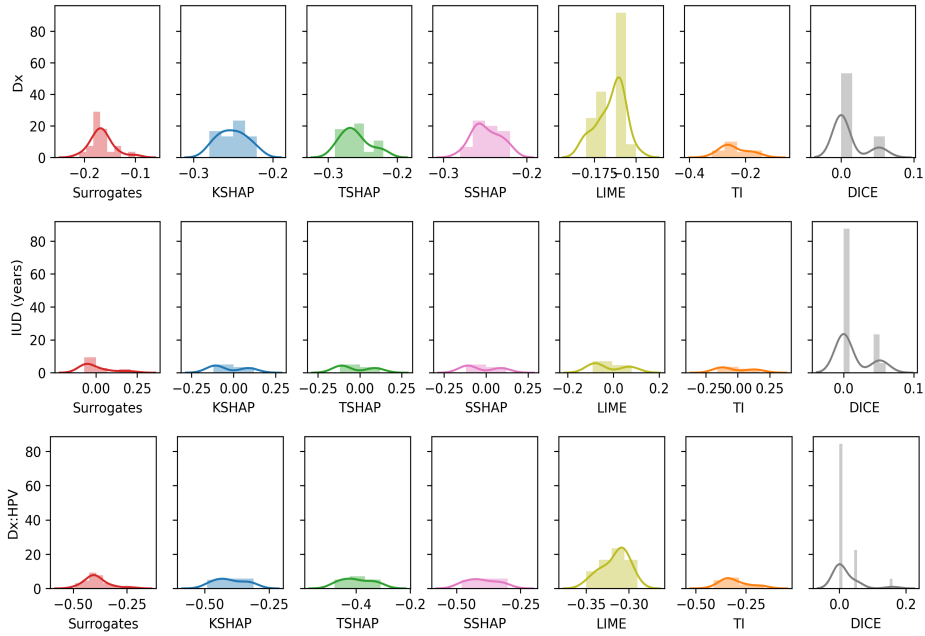 80
60
40
20
0
Dx
−0.2 −0.1 −0.3 −0.2 −0.3 −0.2 −0.3 −0.2 −0.175−0.150 −0.4 −0.2 0.0 0.1
Surrogates KSHAP TSHAP SSHAP LIME TI DICE
80
60
40
20
0
IUD (years)
0.00 0.25 −0.25 0.00 0.25 −0.25 0.00 0.25 −0.25 0.00 0.25 −0.2 0.0 0.2 −0.25 0.00 0.25 0.0 0.1
Surrogates KSHAP TSHAP SSHAP LIME TI DICE
80
60
40
20
0
Dx:HPV
−0.50 −0.25 −0.50 −0.25 −0.4 −0.2 −0.50 −0.25 −0.35 −0.30 −0.50 −0.25 0.0 0.2
Surrogates KSHAP TSHAP SSHAP LIME TI DICE